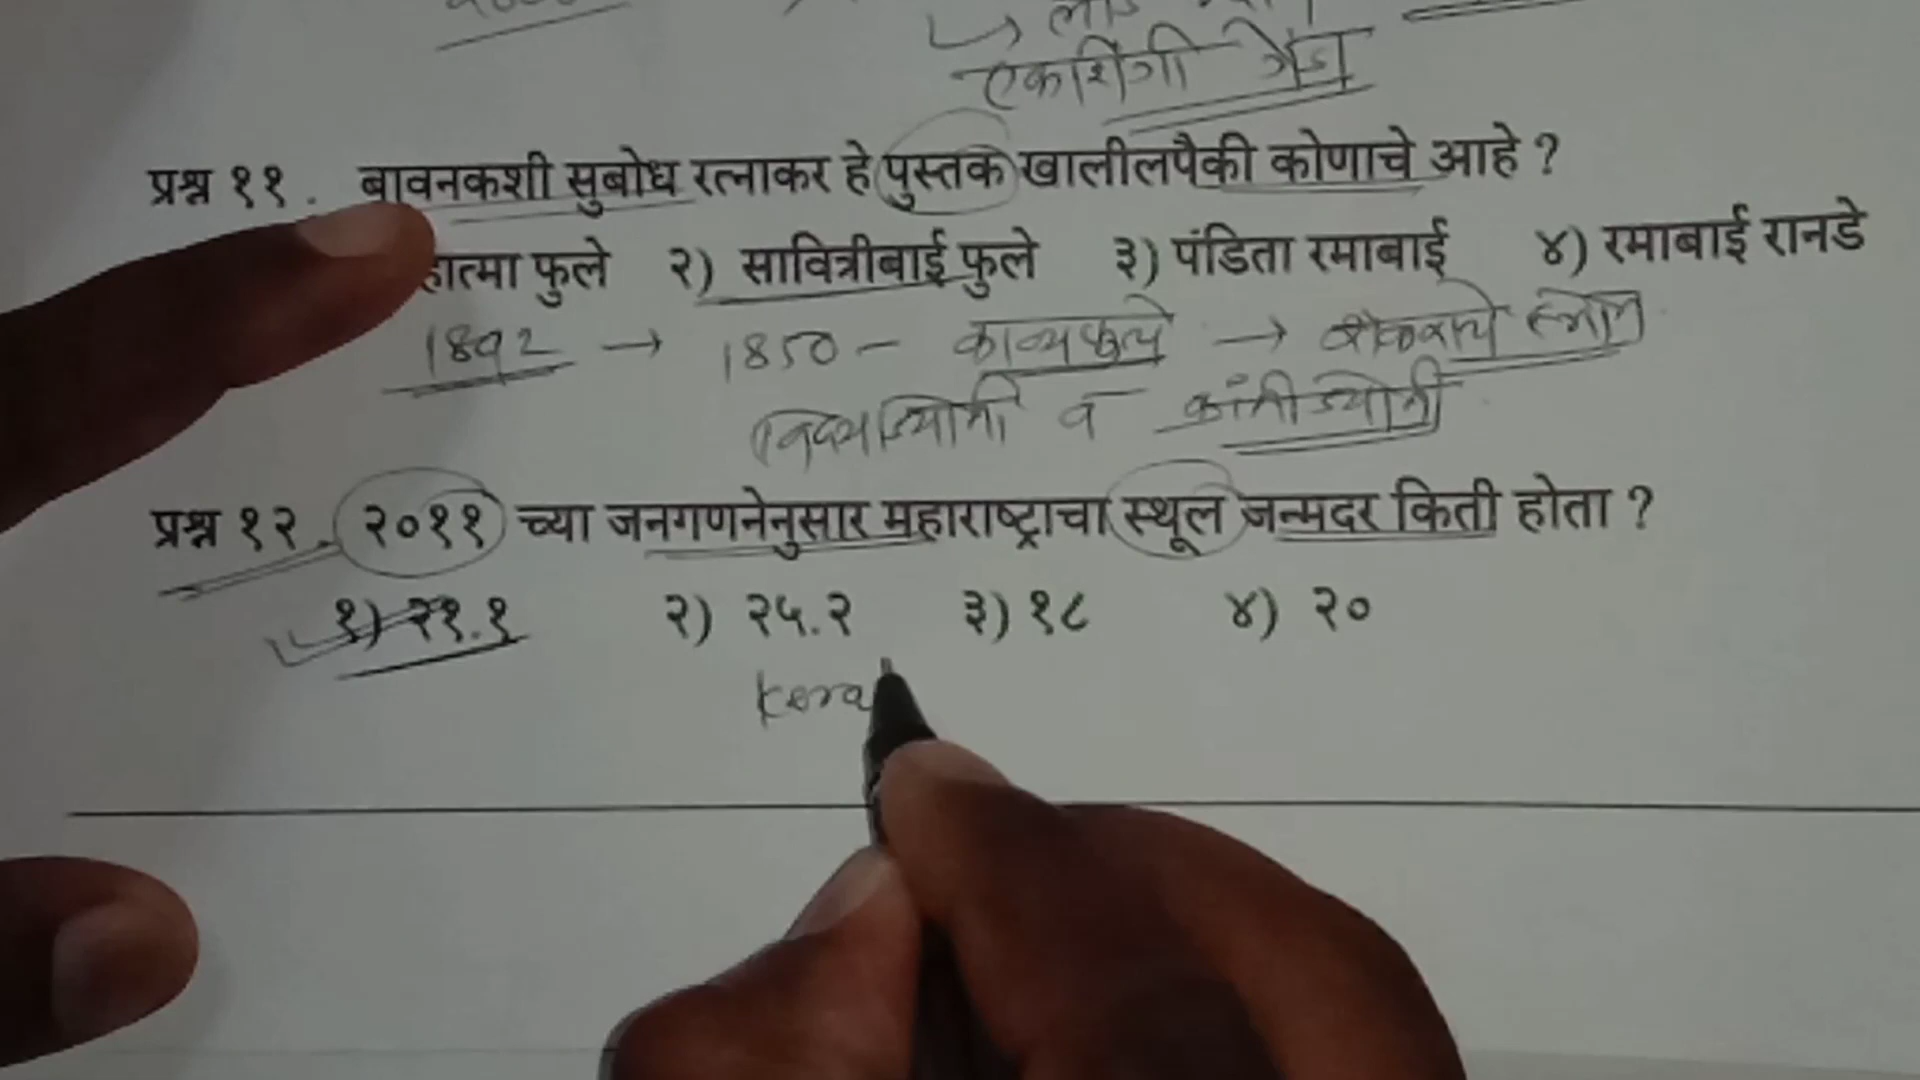 एकशिंगी गेंडा
प्रश्न ११. बावनकशी सुबोध रत्नाकर हे पुस्तक खालीलपैकी कोणाचे आहे ?
हात्मा फुले २) सावित्रीबाई फुले ३) पंडिता रमाबाई ४) रमाबाई रानडे
1892 → 1850 – काव्यफुले →
व क्रांतीज्योती
प्रश्न १२. २०११ च्या जनगणनेनुसार महाराष्ट्राचा स्थूल जन्मदर किती होता ?
१) २१.१ २) २५.२ ३) १८ ४) २०
Kera